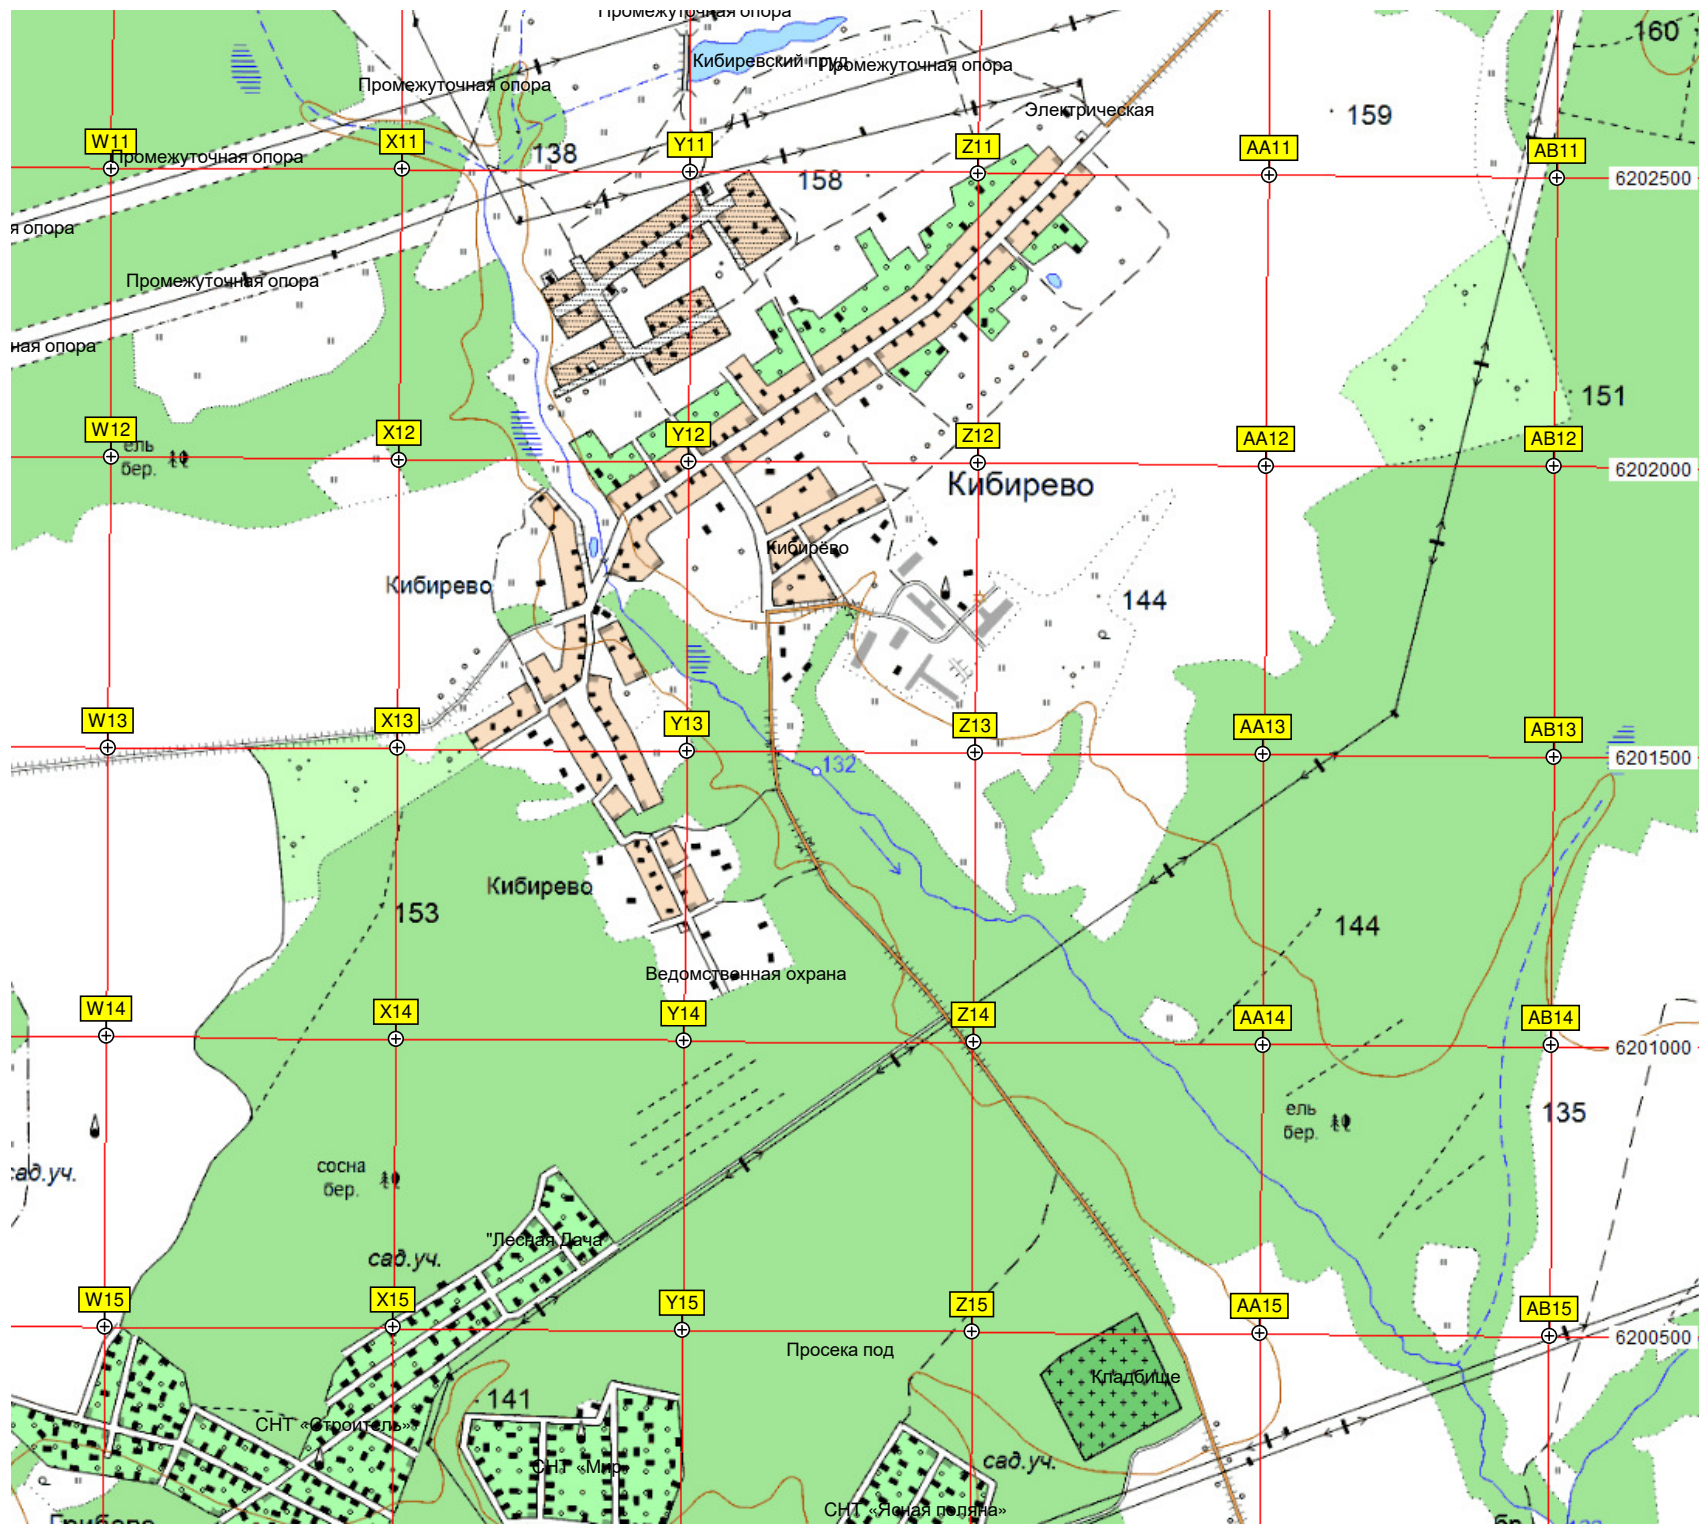 Промежуточная опора
160
Кибиревский пруд
Промежуточная опора
Промежуточная опора
Электрическая
159
W11
X11
Y11
Z11
AA11
AB11
Промежуточная опора
138
158
6202500
я опора
Промежуточная опора
ная опора
151
W12
X12
Y12
Z12
AA12
AB12
ель
бер.
6202000
Кибирево
Кибирёво
Кибирево
144
W13
X13
Y13
Z13
AA13
AB13
132
6201500
Кибирево
153
144
Ведомственная охрана
W14
X14
Y14
Z14
AA14
AB14
6201000
ель
бер.
135
сад.уч.
сосна
бер.
"Лесная Дача"
сад.уч.
W15
X15
Y15
Z15
AA15
AB15
6200500
Просека под
Кладбище
141
СНТ «Строитель»
сад.уч.
СНТ «Мир»
СНТ «Ясная поляна»
Грибово
бр.